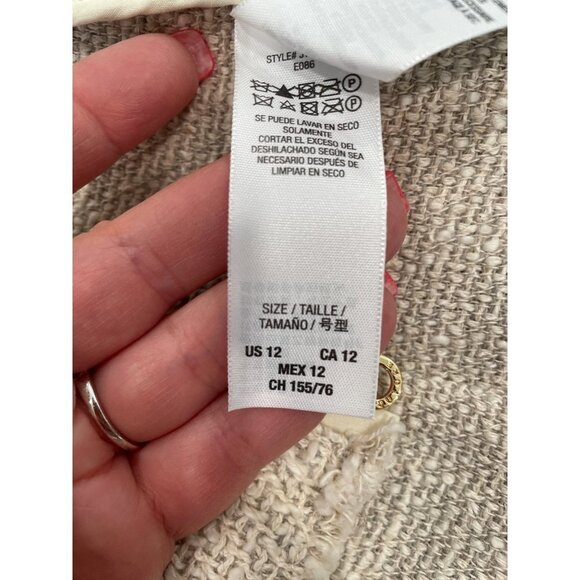 STYLE#
E086
P
P
SE PUEDE LAVAR EN SECO
SOLAMENTE
CORTAR EL EXCESO DEL
DESHILACHADO SEGÚN SEA
NECESARIO DESPUÉS DE
LIMPIAR EN SECO
SIZE / TAILLE /
TAMAÑO / 号型
US 12 CA 12
MEX 12
CH 155/76